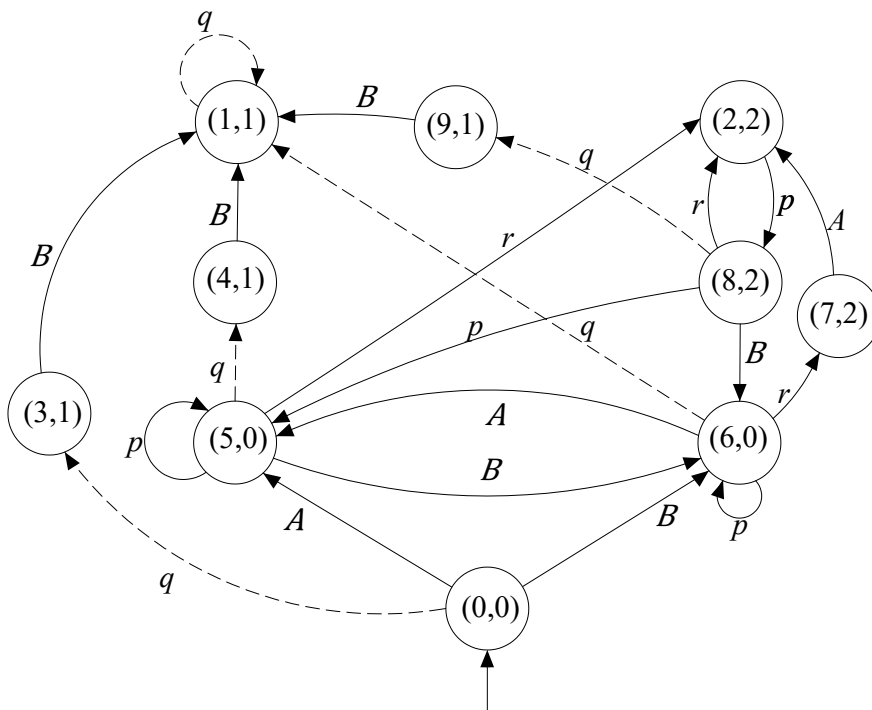 q
(1,1)
B
(9,1)
(2,2)
q
r
p
A
B
B
r
(4,1)
(8,2)
(7,2)
p
q
B
q
r
(3,1)
A
p
(5,0)
(6,0)
B
A
B
p
q
(0,0)